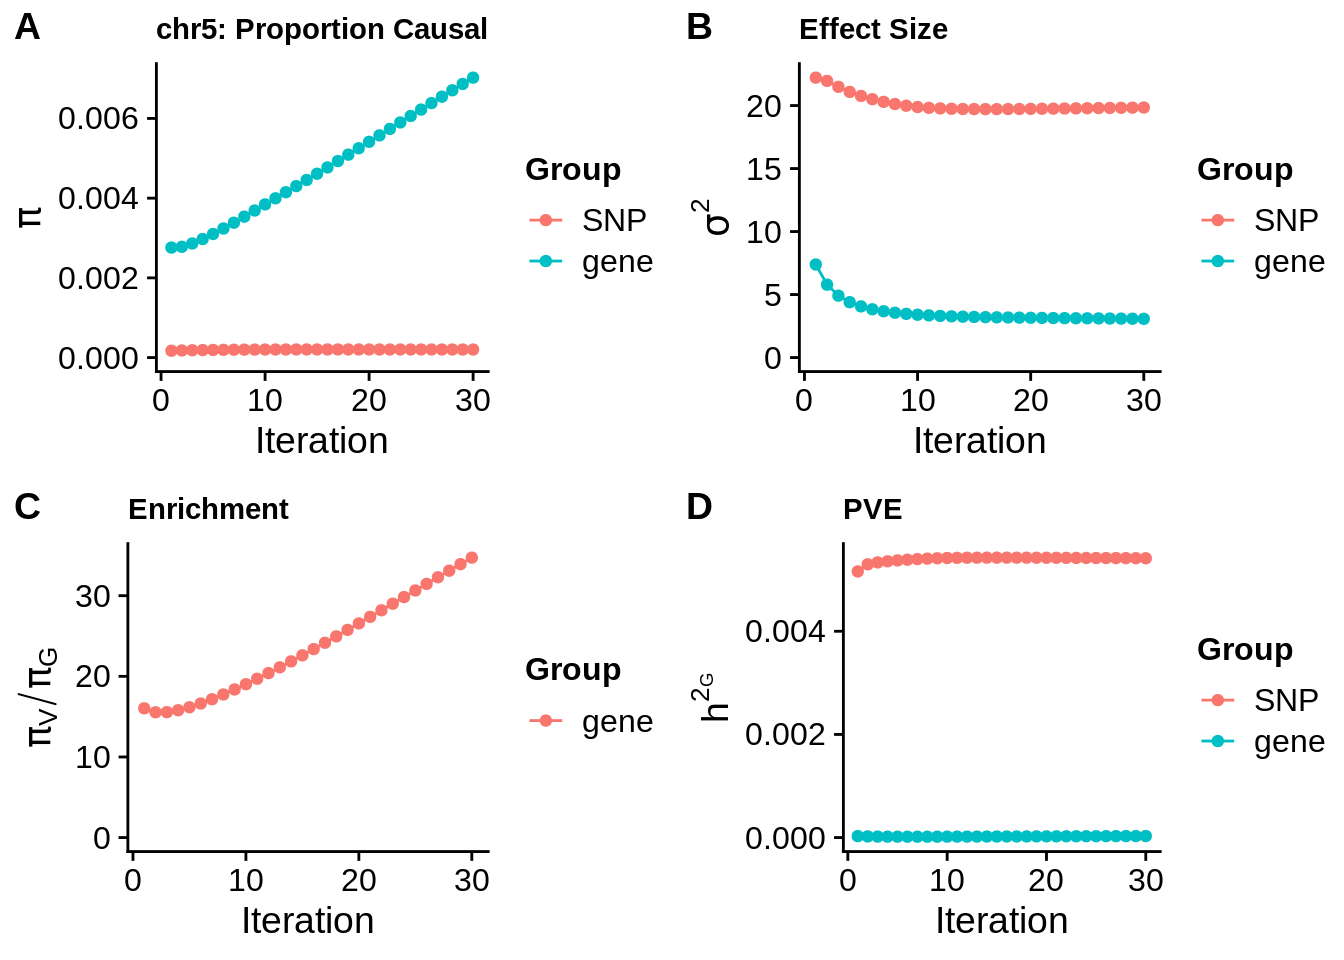 A
chr5: Proportion Causal
0.006
0.004
0.002
0.000
π
0 10 20 30
Iteration
Group
SNP
gene
B
Effect Size
20
15
10
5
0
σ²
0 10 20 30
Iteration
Group
SNP
gene
C
Enrichment
30
20
10
0
πV/πG
0 10 20 30
Iteration
Group
gene
D
PVE
0.004
0.002
0.000
h²G
0 10 20 30
Iteration
Group
SNP
gene